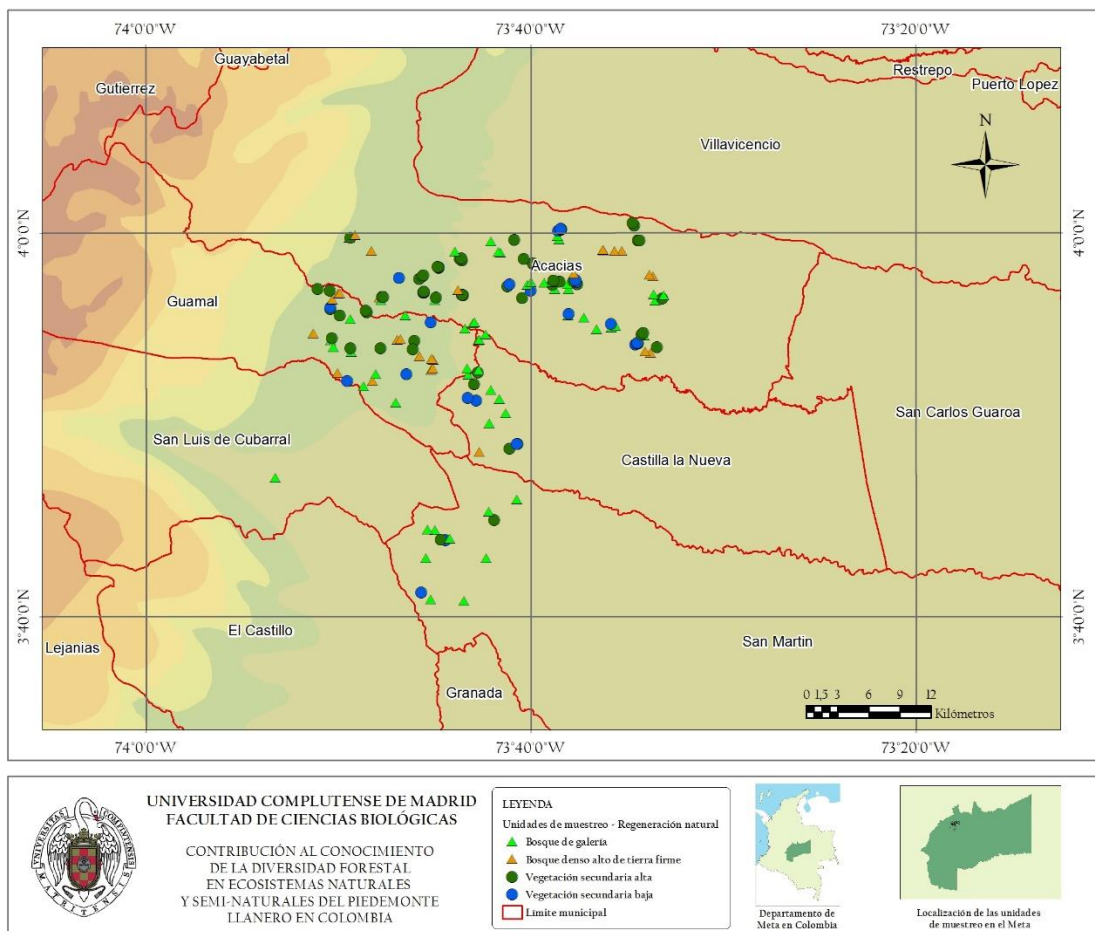 74°0'0"W 73°40'0"W 73°20'0"W
Guayabetal
Restrepo
Gutierrez
Puerto Lopez
Villavicencio
N
4°0'0"N 4°0'0"N
Acacias
Guamal
San Carlos Guaroa
San Luis de Cubarral
Castilla la Nueva
3°40'0"N 3°40'0"N
El Castillo
San Martin
Lejanias
Granada
0 1,5 3 6 9 12
Kilómetros
74°0'0"W 73°40'0"W 73°20'0"W
UNIVERSIDAD COMPLUTENSE DE MADRID
FACULTAD DE CIENCIAS BIOLÓGICAS
CONTRIBUCIÓN AL CONOCIMIENTO
DE LA DIVERSIDAD FORESTAL
EN ECOSISTEMAS NATURALES
Y SEMI-NATURALES DEL PIEDEMONTE
LLANERO EN COLOMBIA
LEYENDA
Unidades de muestreo - Regeneración natural
Bosque de galería
Bosque denso alto de tierra firme
Vegetación secundaria alta
Vegetación secundaria baja
Límite municipal
Departamento de
Meta en Colombia
Localización de las unidades
de muestreo en el Meta